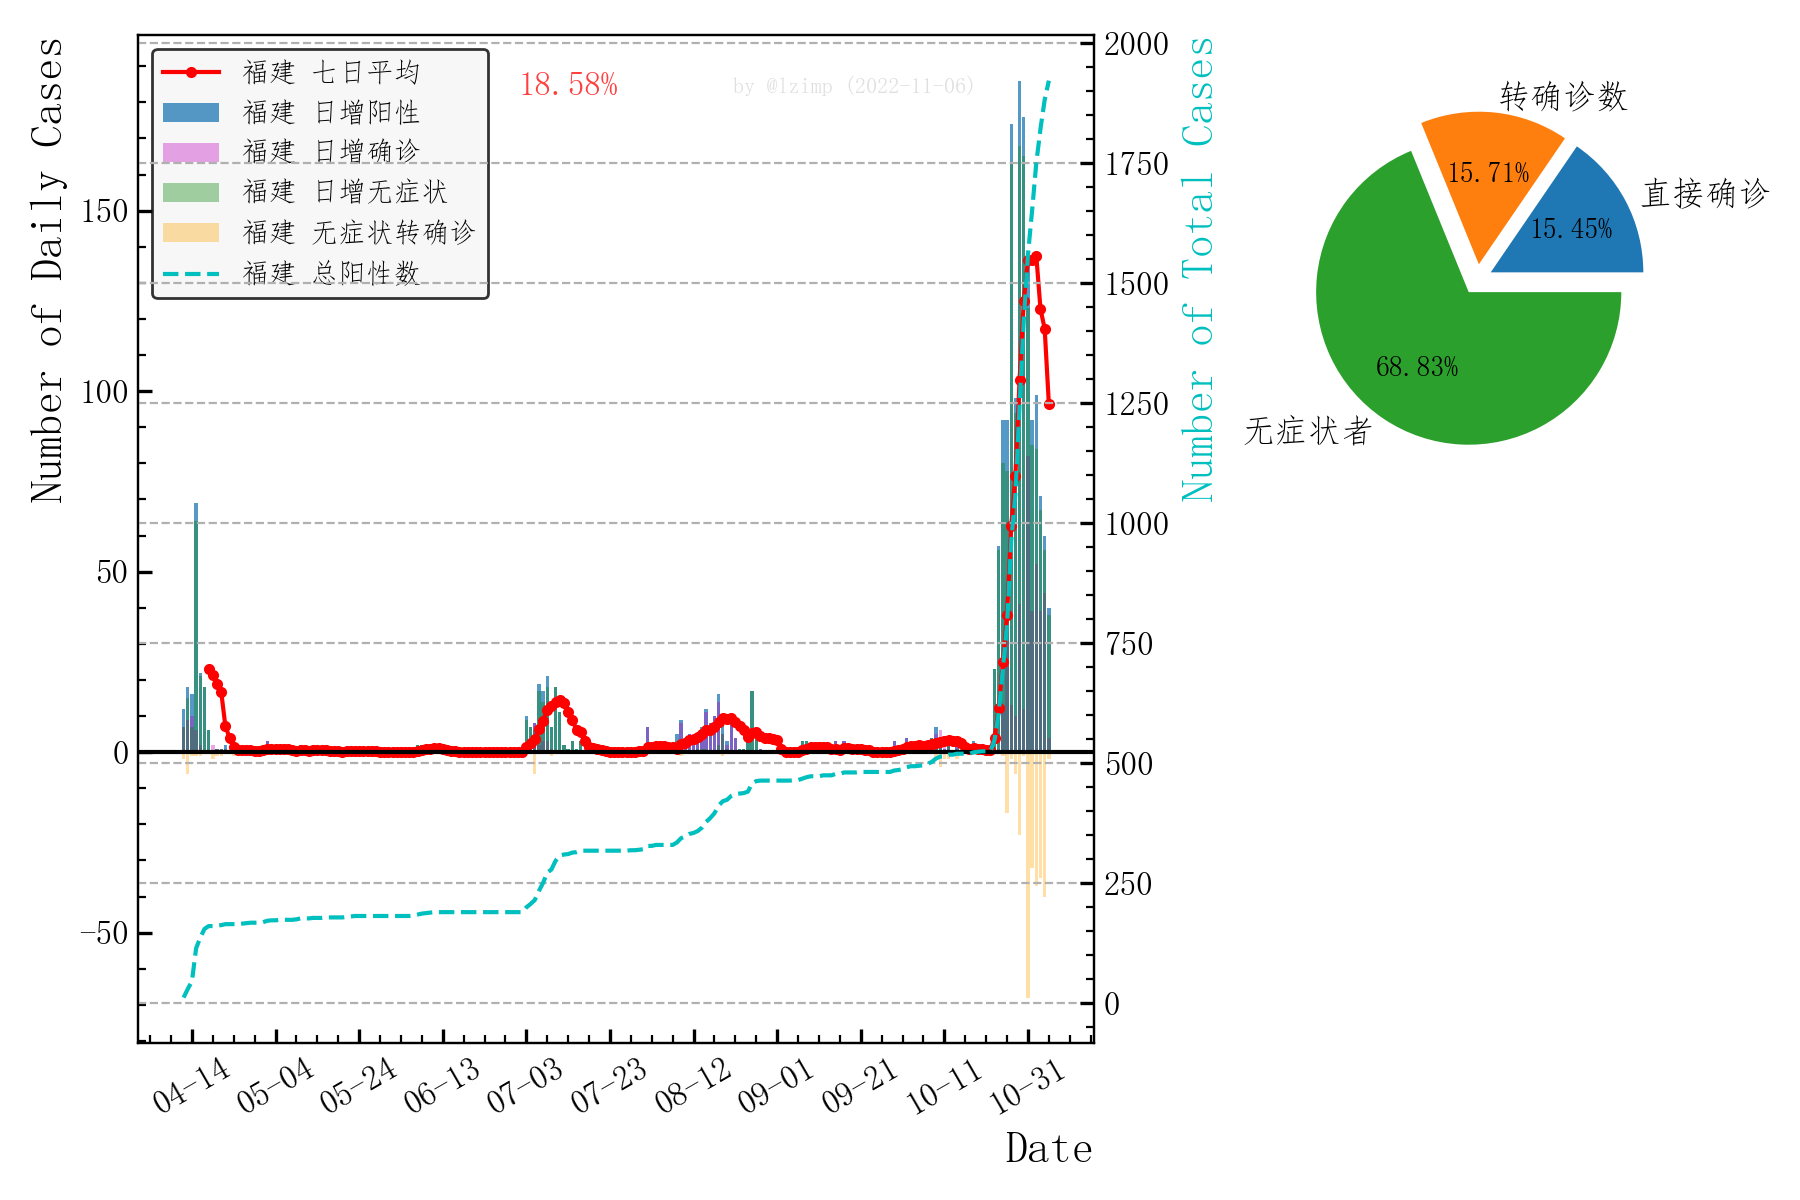 Number of Daily Cases
150
100
50
0
−50
福建 七日平均
福建 日增阳性
福建 日增确诊
福建 日增无症状
福建 无症状转确诊
福建 总阳性数
18.58%
by @lzimp (2022-11-06)
2000
1750
1500
1250
1000
750
500
250
0
Number of Total Cases
04-14
05-04
05-24
06-13
07-03
07-23
08-12
09-01
09-21
10-11
10-31
Date
转确诊数
15.71%
直接确诊
15.45%
68.83%
无症状者